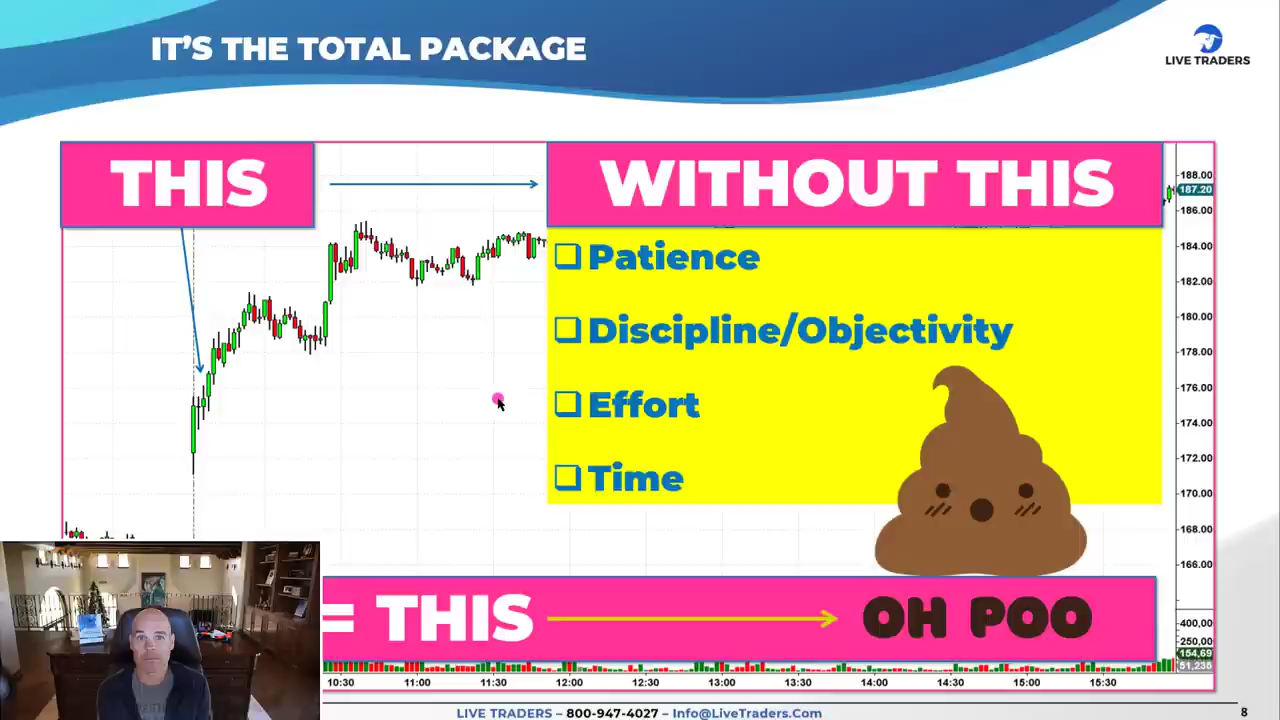 IT'S THE TOTAL PACKAGE
LIVE TRADERS
THIS
WITHOUT THIS
Patience
Discipline/Objectivity
Effort
Time
188.00
187.20
186.00
184.00
182.00
180.00
178.00
176.00
174.00
172.00
170.00
168.00
166.00
= THIS
OH POO
400,00
250.00
154,69
51,235
10:30 11:00 11:30 12:00 12:30 13:00 13:30 14:00 14:30 15:00 15:30
LIVE TRADERS – 800-947-4027 – Info@LiveTraders.Com
8